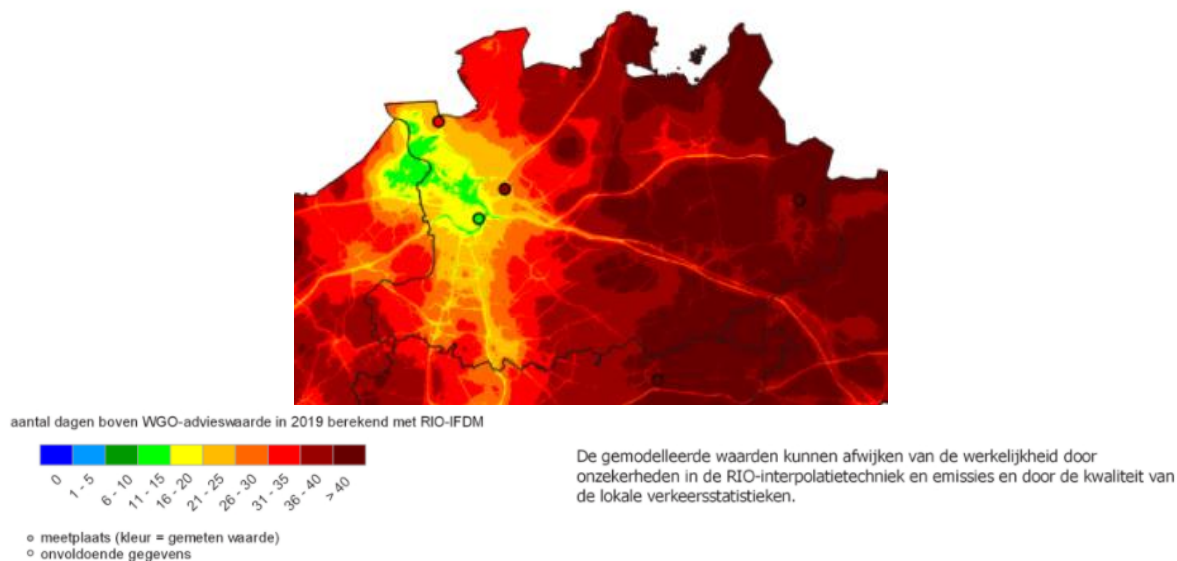 aantal dagen boven WGO-advieswaarde in 2019 berekend met RIO-IFDM
0
1 - 5
6 - 10
11 - 15
16 - 20
21 - 25
26 - 30
31 - 35
36 - 40
> 40
meetplaats (kleur = gemeten waarde)
onvoldoende gegevens
De gemodelleerde waarden kunnen afwijken van de werkelijkheid door
onzekerheden in de RIO-interpolatietechniek en emissies en door de kwaliteit van
de lokale verkeersstatistieken.